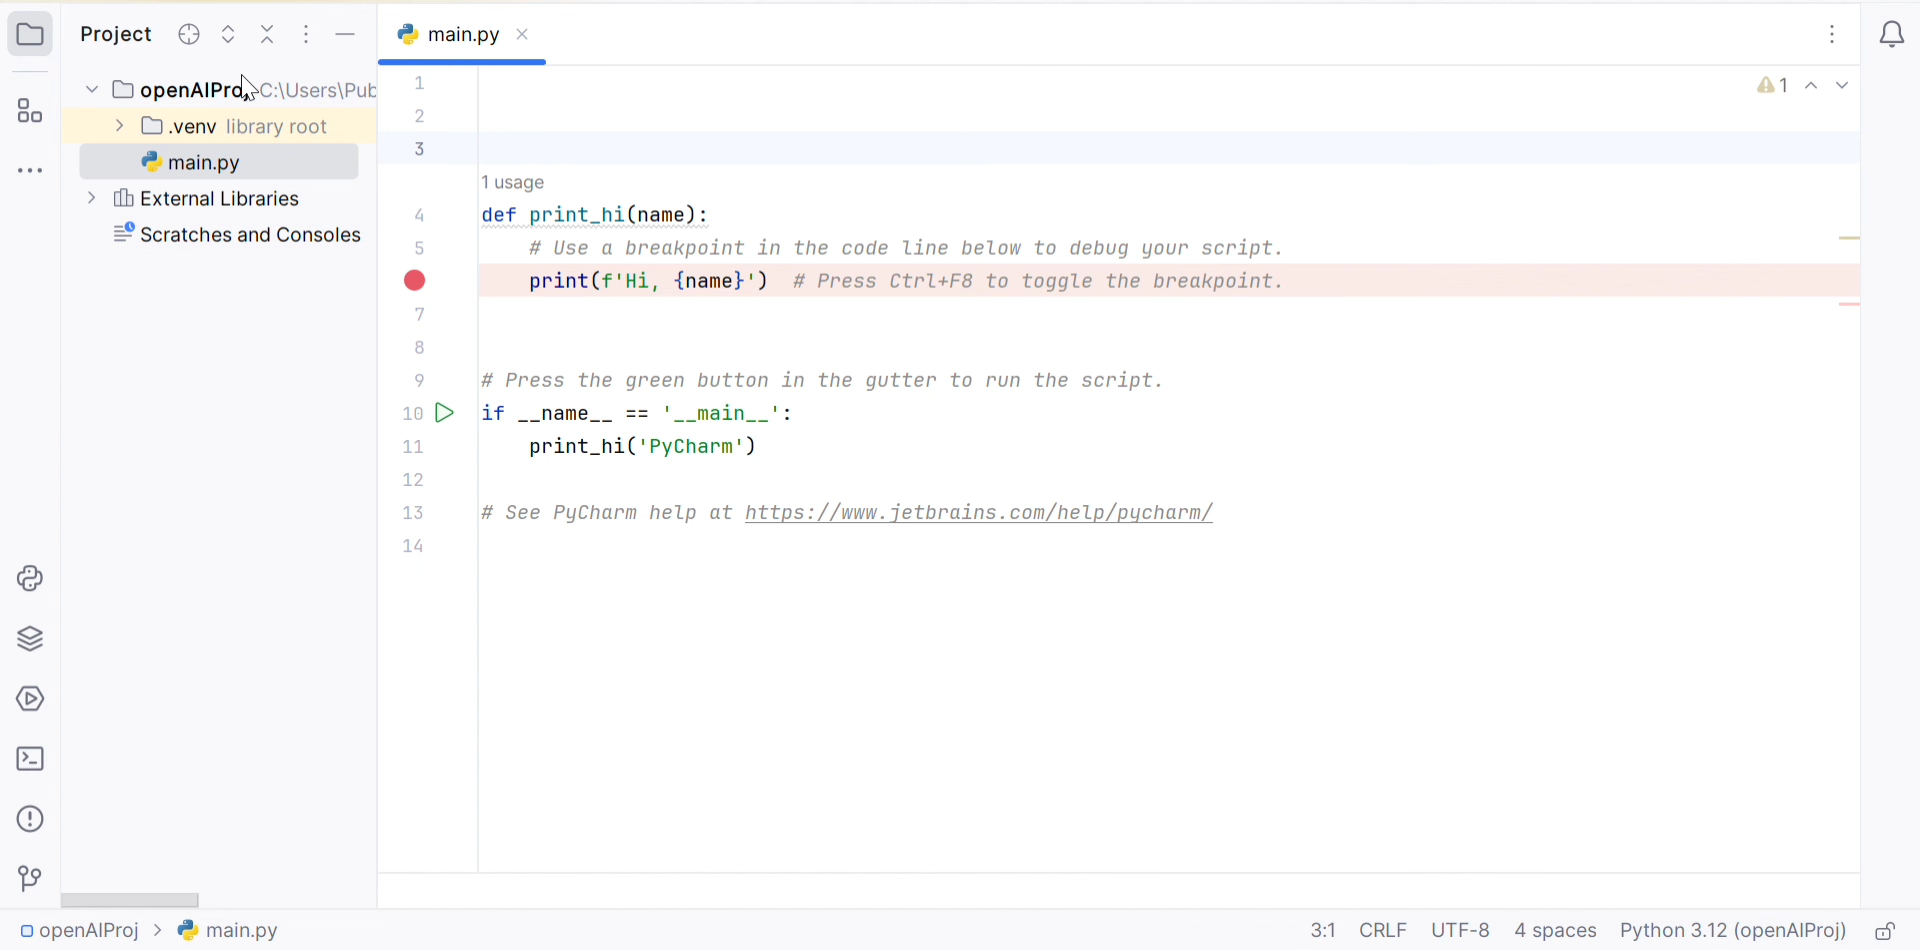 Project
main.py
openAIPro C:\Users\Pub
.venv library root
main.py
External Libraries
Scratches and Consoles
1
1
2
3
1 usage
4 def print_hi(name):
5 # Use a breakpoint in the code line below to debug your script.
print(f'Hi, {name}') # Press Ctrl+F8 to toggle the breakpoint.
7
8
9 # Press the green button in the gutter to run the script.
10 if __name__ == '__main__':
11 print_hi('PyCharm')
12
13 # See PyCharm help at https://www.jetbrains.com/help/pycharm/
14
openAIProj > main.py
3:1 CRLF UTF-8 4 spaces Python 3.12 (openAIProj)